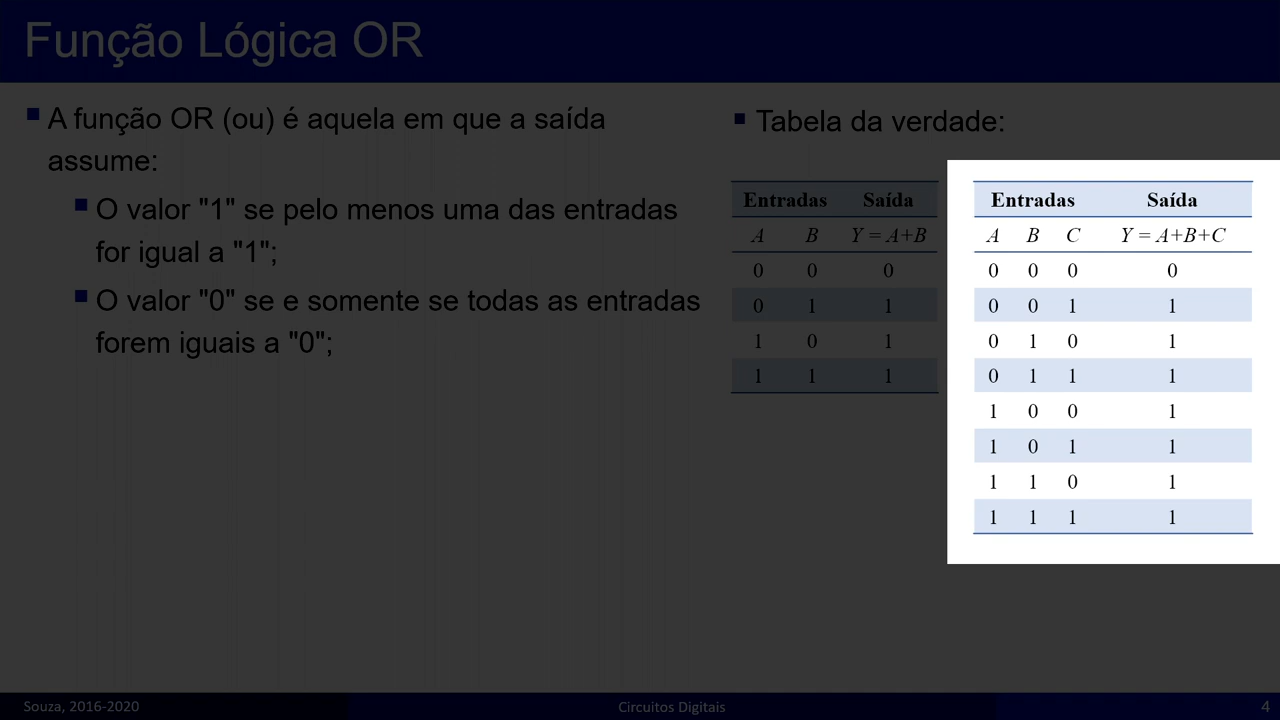 Função Lógica OR
A função OR (ou) é aquela em que a saída
assume:
O valor "1" se pelo menos uma das entradas
for igual a "1";
O valor "0" se e somente se todas as entradas
forem iguais a "0";
Tabela da verdade:
Entradas Saída
A B Y = A+B
0 0 0
0 1 1
1 0 1
1 1 1
Entradas Saída
A B C Y = A+B+C
0 0 0 0
0 0 1 1
0 1 0 1
0 1 1 1
1 0 0 1
1 0 1 1
1 1 0 1
1 1 1 1
Souza, 2016-2020 Circuitos Digitais 4